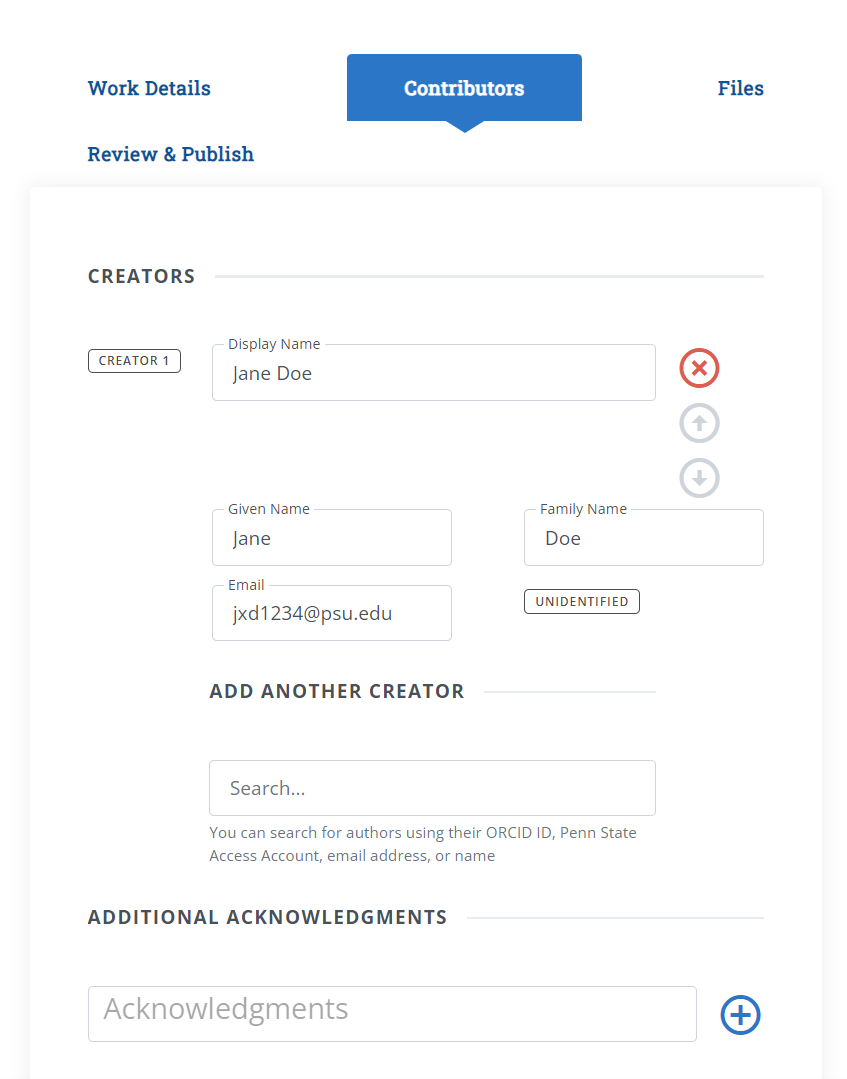 Work Details
Contributors
Files
Review & Publish
CREATORS
CREATOR 1
Display Name
Jane Doe
Given Name
Jane
Family Name
Doe
Email
jxd1234@psu.edu
UNIDENTIFIED
ADD ANOTHER CREATOR
Search...
You can search for authors using their ORCID ID, Penn State
Access Account, email address, or name
ADDITIONAL ACKNOWLEDGMENTS
Acknowledgments